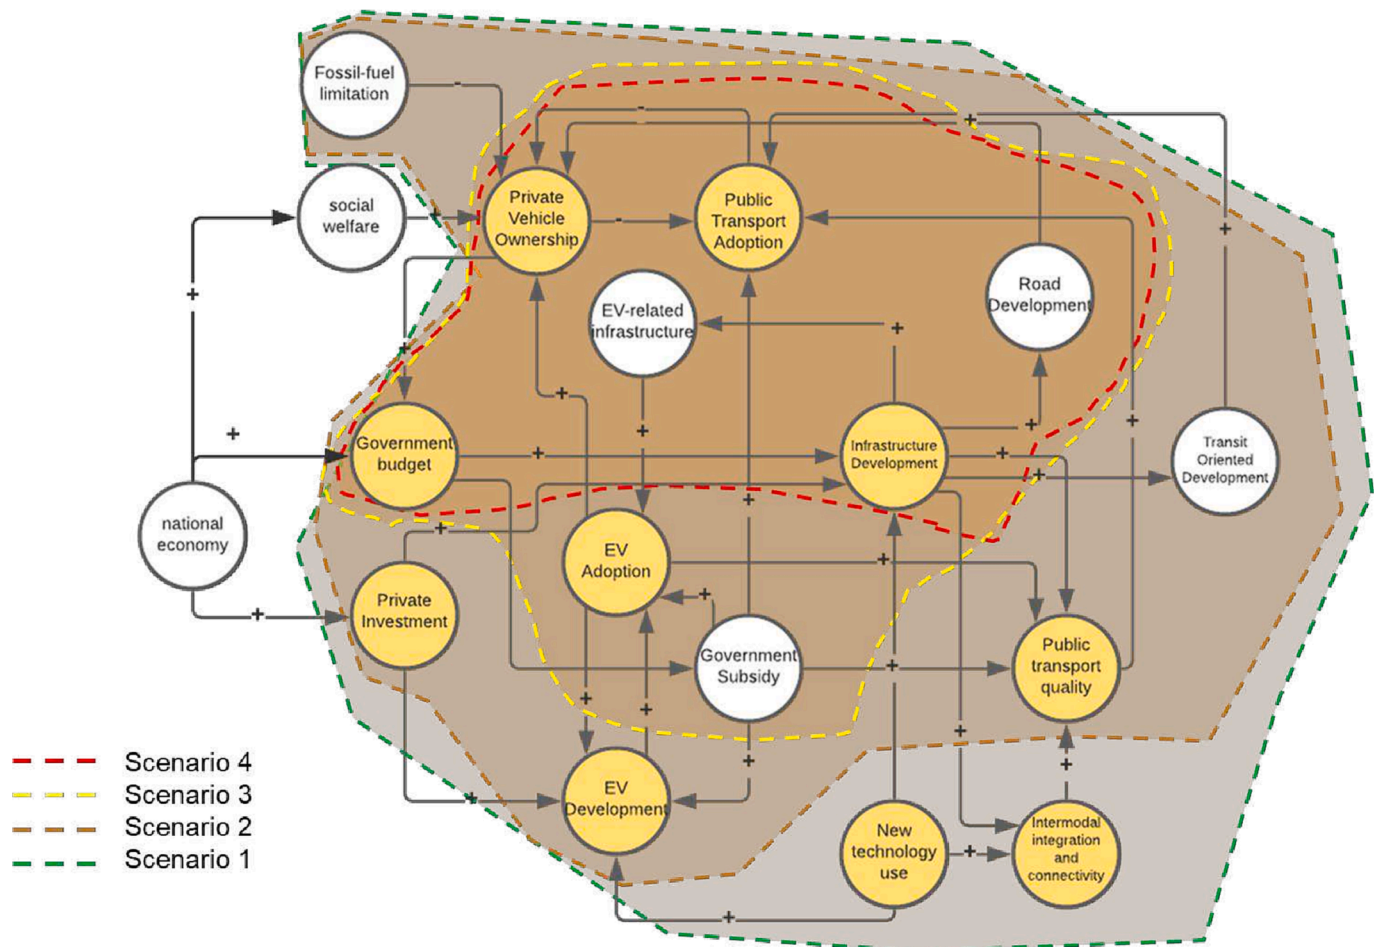 Fossil-fuel
limitation
-
-
+
social
welfare
+
Private
Vehicle
Ownership
-
Public
Transport
Adoption
+
+
EV-related
infrastructure
+
Road
Development
+
+
+
+
Government
budget
+
+
Infrastructure
Development
+
+
+
+
Transit
Oriented
Development
national
economy
+
+
EV
Adoption
+
+
+
Private
Investment
+
Government
Subsidy
+
Public
transport
quality
+
+
+
+
+
EV
Development
+
New
technology
use
+
Intermodal
integration
and
connectivity
+
Scenario 4
Scenario 3
Scenario 2
Scenario 1